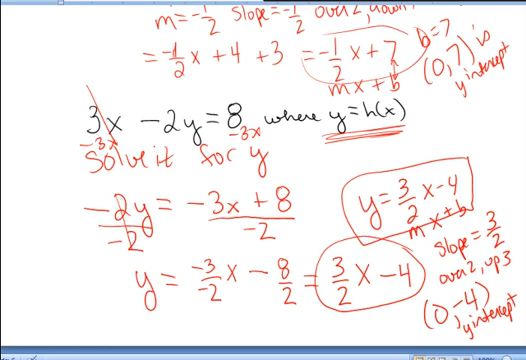 m = -1/2 slope = -1/2 over 2, down 1
= -1/2 x + 4 + 3 = -1/2 x + 7
mx + b
b = 7
(0, 7) is
y intercept
3x - 2y = 8 where y = h(x)
-3x -3x
Solve it for y
-2y = -3x + 8
-2 -2
y = -3/-2 x - 8/2 = 3/2 x - 4
y = 3/2 x - 4
mx + b
slope = 3/2
over 2, up 3
(0, -4)
y intercept